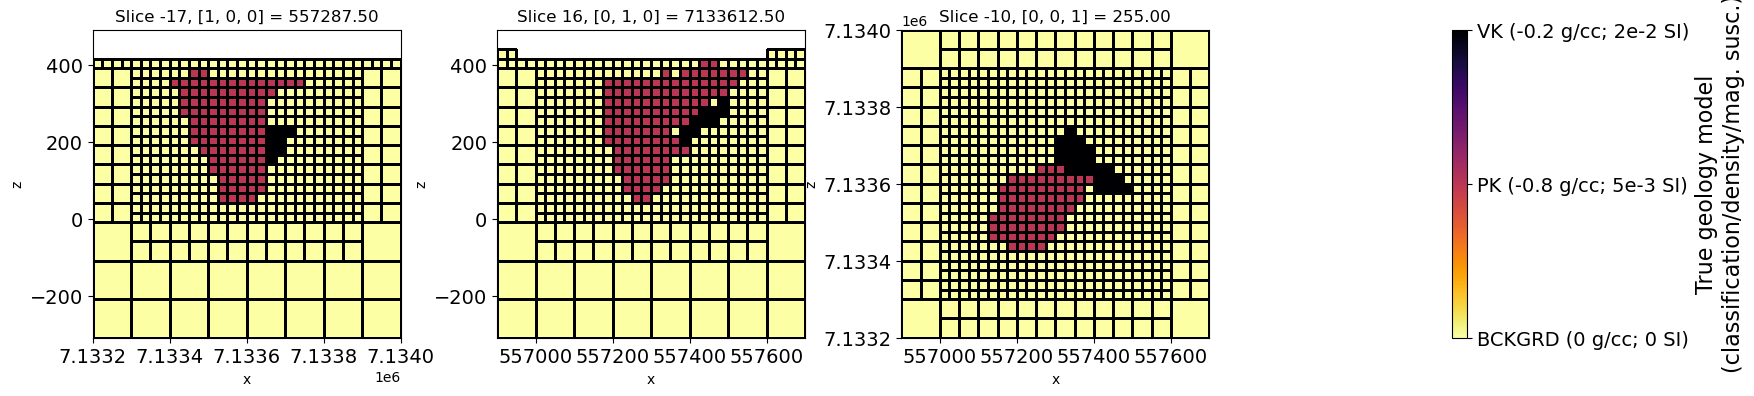 Slice -17, [1, 0, 0] = 557287.50
400
200
0
−200
z
7.1332 7.1334 7.1336 7.1338 7.1340
1e6
x
Slice 16, [0, 1, 0] = 7133612.50
400
200
0
−200
z
557000 557200 557400 557600
x
1e6
Slice -10, [0, 0, 1] = 255.00
7.1340
7.1338
7.1336
7.1334
7.1332
z
557000 557200 557400 557600
x
VK (-0.2 g/cc; 2e-2 SI)
PK (-0.8 g/cc; 5e-3 SI)
BCKGRD (0 g/cc; 0 SI)
True geology model
(classification/density/mag. susc.)